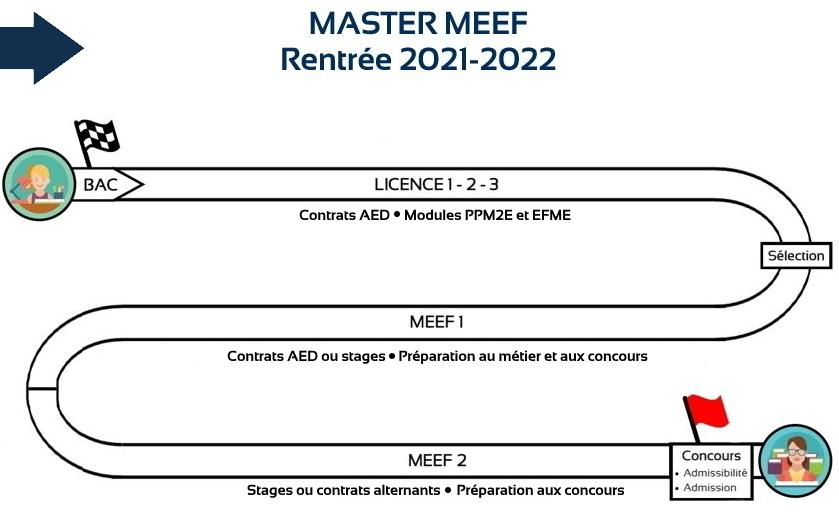 MASTER MEEF
Rentrée 2021-2022
BAC
LICENCE 1 - 2 - 3
Contrats AED • Modules PPM2E et EFME
Sélection
MEEF 1
Contrats AED ou stages • Préparation au métier et aux concours
MEEF 2
Stages ou contrats alternants • Préparation aux concours
Concours
• Admissibilité
• Admission